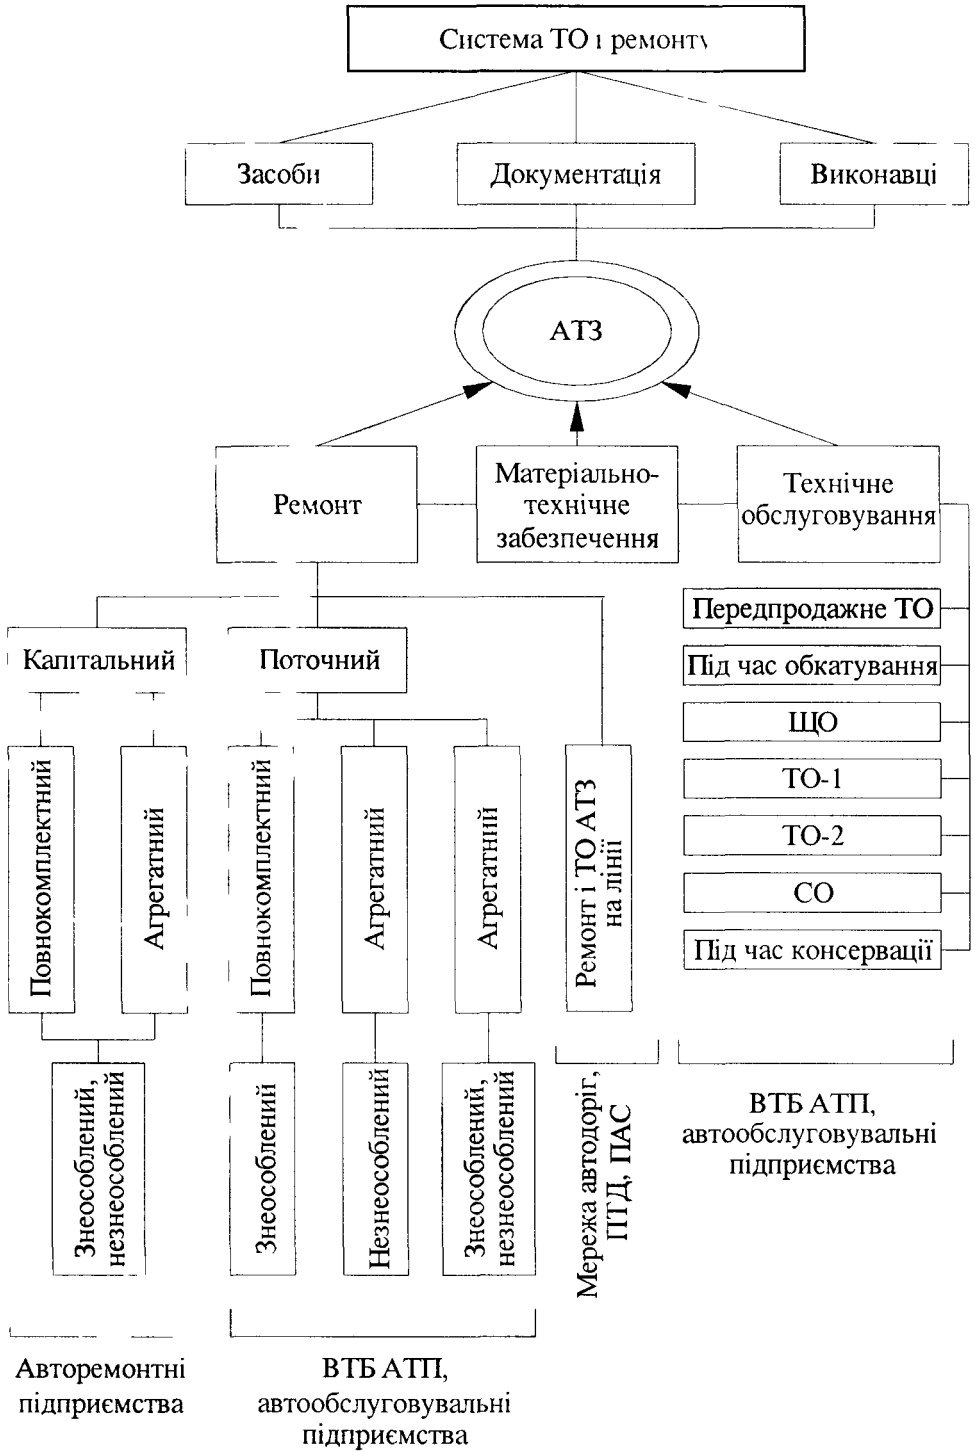 Система ТО і ремонту
Засоби
Документація
Виконавці
АТЗ
Ремонт
Матеріально-
технічне
забезпечення
Технічне
обслуговування
Передпродажне ТО
Під час обкатування
ЩО
ТО-1
ТО-2
СО
Під час консервації
Капітальний
Поточний
Повнокомплектний
Агрегатний
Повнокомплектний
Агрегатний
Агрегатний
Ремонт і ТО АТЗ
на лінії
Знеособлений,
незнеособлений
Знеособлений
Незнеособлений
Знеособлений,
незнеособлений
Мережа автодоріг,
ПТД, ПАС
ВТБ АТП,
автообслуговувальні
підприємства
Авторемонтні
підприємства
ВТБ АТП,
автообслуговувальні
підприємства